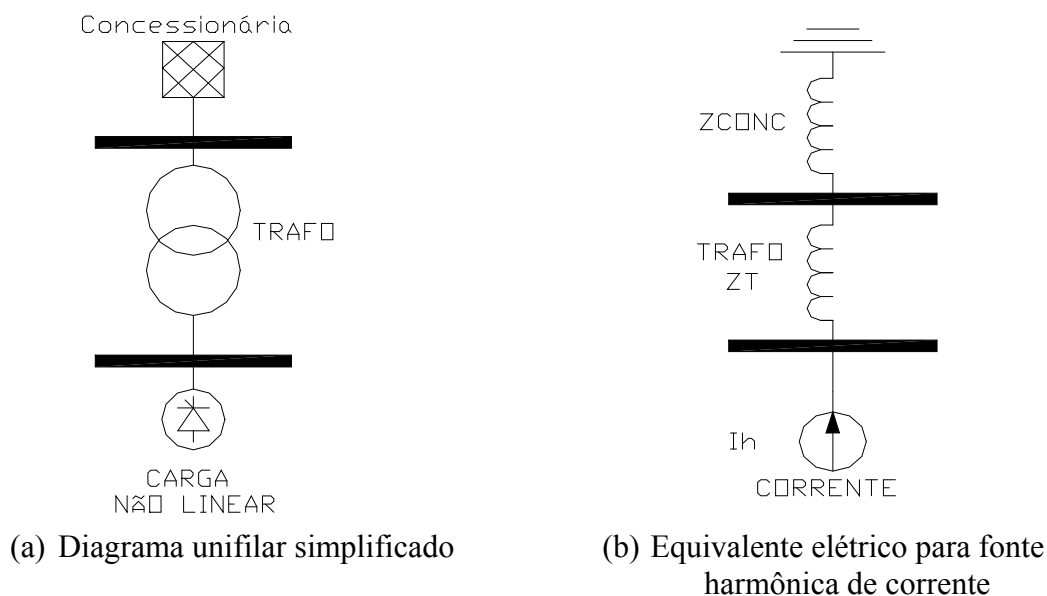 Concessionária
TRAFO
CARGA
NÃO LINEAR
(a) Diagrama unifilar simplificado
ZCONC
TRAFO
ZT
Ih
CORRENTE
(b) Equivalente elétrico para fonte
harmônica de corrente